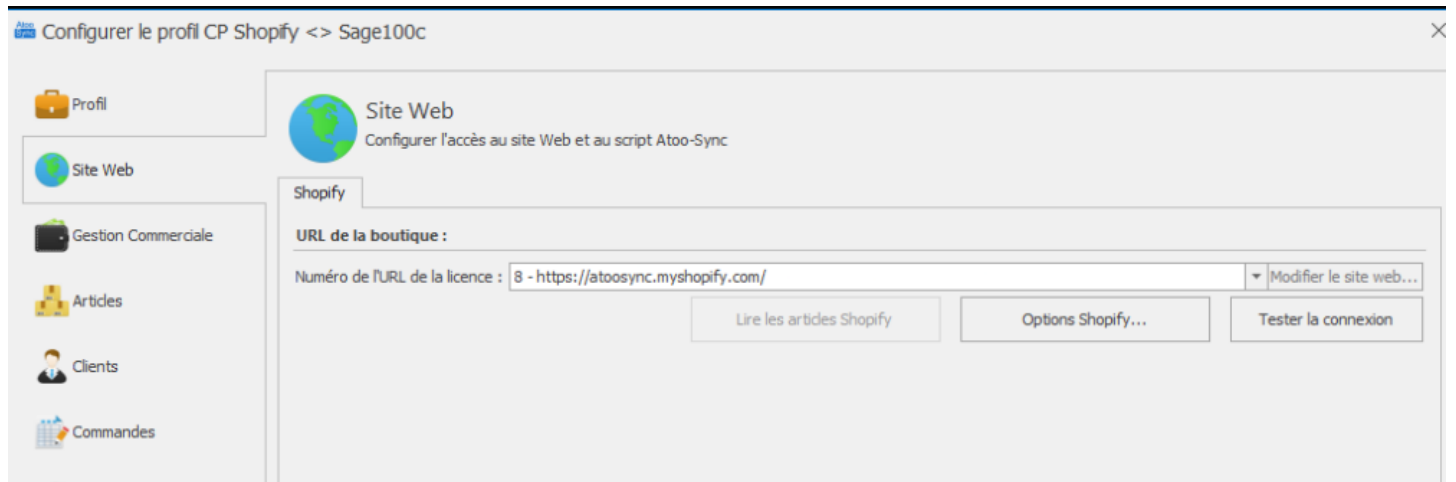 Atoo Sync
Configurer le profil CP Shopify <> Sage100c
Profil
Site Web
Gestion Commerciale
Articles
Clients
Commandes
Site Web
Configurer l'accès au site Web et au script Atoo-Sync
Shopify
URL de la boutique :
Numéro de l'URL de la licence : 8 - https://atoosync.myshopify.com/ Modifier le site web...
Lire les articles Shopify Options Shopify... Tester la connexion